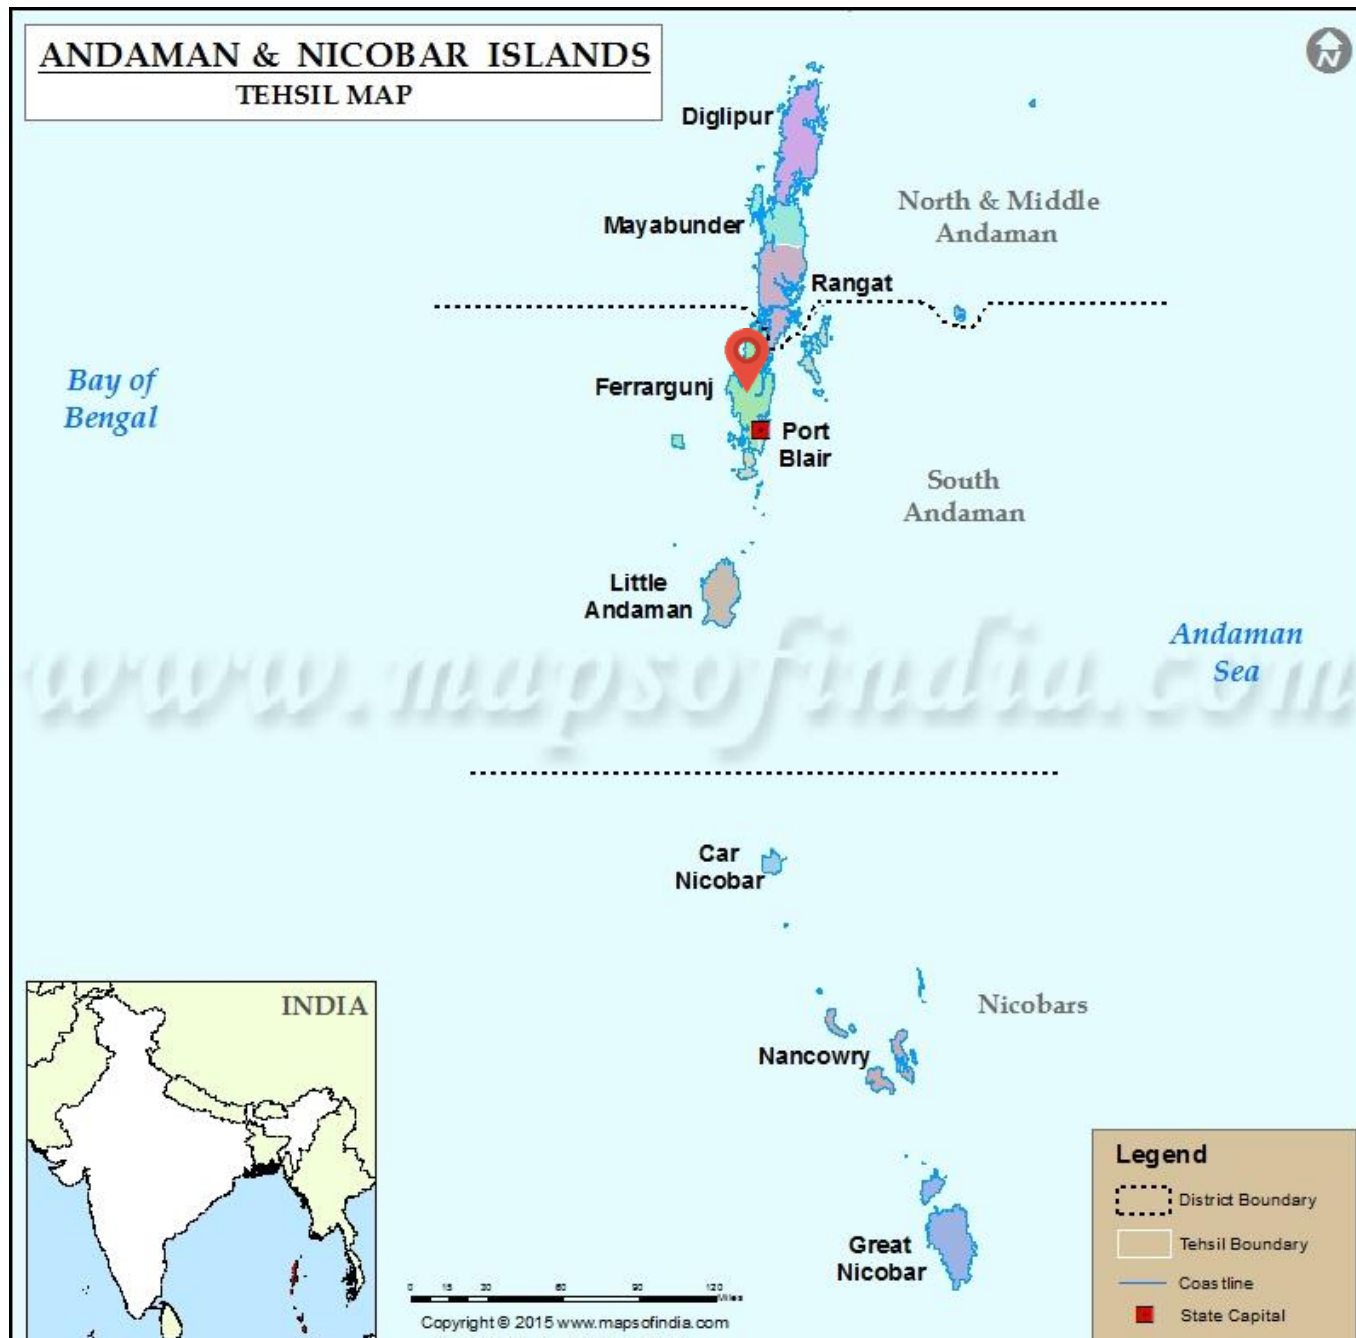 ANDAMAN & NICOBAR ISLANDS
TEHSIL MAP
N
Diglipur
North & Middle
Andaman
Mayabunder
Rangat
Bay of
Bengal
Ferrargunj
Port
Blair
South
Andaman
Little
Andaman
Andaman
Sea
www.mapsofindia.com
Car
Nicobar
INDIA
Nicobars
Nancowry
Great
Nicobar
Legend
District Boundary
Tehsil Boundary
Coastline
State Capital
0 15 30 60 90 120
Miles
Copyright © 2015 www.mapsofindia.com